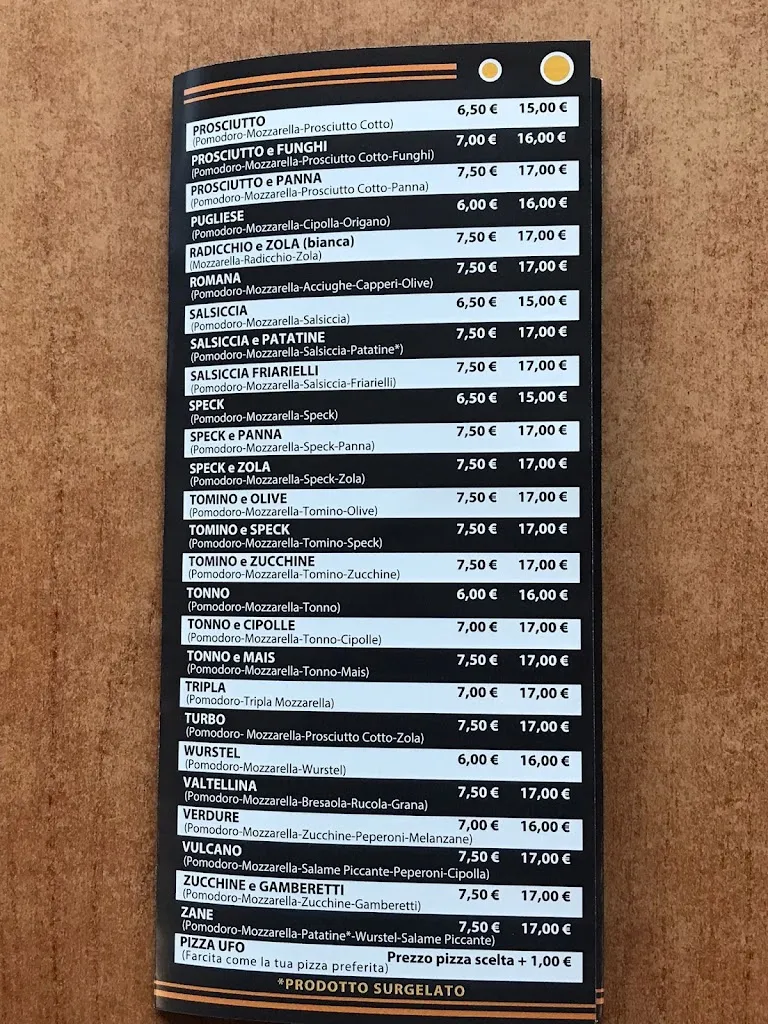 PROSCIUTTO 6,50 € 15,00 €
(Pomodoro-Mozzarella-Prosciutto Cotto)
PROSCIUTTO e FUNGHI 7,00 € 16,00 €
(Pomodoro-Mozzarella-Prosciutto Cotto-Funghi)
PROSCIUTTO e PANNA 7,50 € 17,00 €
(Pomodoro-Mozzarella-Prosciutto Cotto-Panna)
PUGLIESE 6,00 € 16,00 €
(Pomodoro-Mozzarella-Cipolla-Origano)
RADICCHIO e ZOLA (bianca) 7,50 € 17,00 €
(Mozzarella-Radicchio-Zola)
ROMANA 7,50 € 17,00 €
(Pomodoro-Mozzarella-Acciughe-Capperi-Olive)
SALSICCIA 6,50 € 15,00 €
(Pomodoro-Mozzarella-Salsiccia)
SALSICCIA e PATATINE 7,50 € 17,00 €
(Pomodoro-Mozzarella-Salsiccia-Patatine*)
SALSICCIA FRIARIELLI 7,50 € 17,00 €
(Pomodoro-Mozzarella-Salsiccia-Friarielli)
SPECK 6,50 € 15,00 €
(Pomodoro-Mozzarella-Speck)
SPECK e PANNA 7,50 € 17,00 €
(Pomodoro-Mozzarella-Speck-Panna)
SPECK e ZOLA 7,50 € 17,00 €
(Pomodoro-Mozzarella-Speck-Zola)
TOMINO e OLIVE 7,50 € 17,00 €
(Pomodoro-Mozzarella-Tomino-Olive)
TOMINO e SPECK 7,50 € 17,00 €
(Pomodoro-Mozzarella-Tomino-Speck)
TOMINO e ZUCCHINE 7,50 € 17,00 €
(Pomodoro-Mozzarella-Tomino-Zucchine)
TONNO 6,00 € 16,00 €
(Pomodoro-Mozzarella-Tonno)
TONNO e CIPOLLE 7,00 € 17,00 €
(Pomodoro-Mozzarella-Tonno-Cipolle)
TONNO e MAIS 7,50 € 17,00 €
(Pomodoro-Mozzarella-Tonno-Mais)
TRIPLA 7,00 € 17,00 €
(Pomodoro-Tripla Mozzarella)
TURBO 7,50 € 17,00 €
(Pomodoro- Mozzarella-Prosciutto Cotto-Zola)
WURSTEL 6,00 € 16,00 €
(Pomodoro-Mozzarella-Wurstel)
VALTELLINA 7,50 € 17,00 €
(Pomodoro-Mozzarella-Bresaola-Rucola-Grana)
VERDURE 7,00 € 16,00 €
(Pomodoro-Mozzarella-Zucchine-Peperoni-Melanzane)
VULCANO 7,50 € 17,00 €
(Pomodoro-Mozzarella-Salame Piccante-Peperoni-Cipolla)
ZUCCHINE e GAMBERETTI 7,50 € 17,00 €
(Pomodoro-Mozzarella-Zucchine-Gamberetti)
ZANE 7,50 € 17,00 €
(Pomodoro-Mozzarella-Patatine*-Wurstel-Salame Piccante)
PIZZA UFO Prezzo pizza scelta + 1,00 €
(Farcita come la tua pizza preferita)
*PRODOTTO SURGELATO